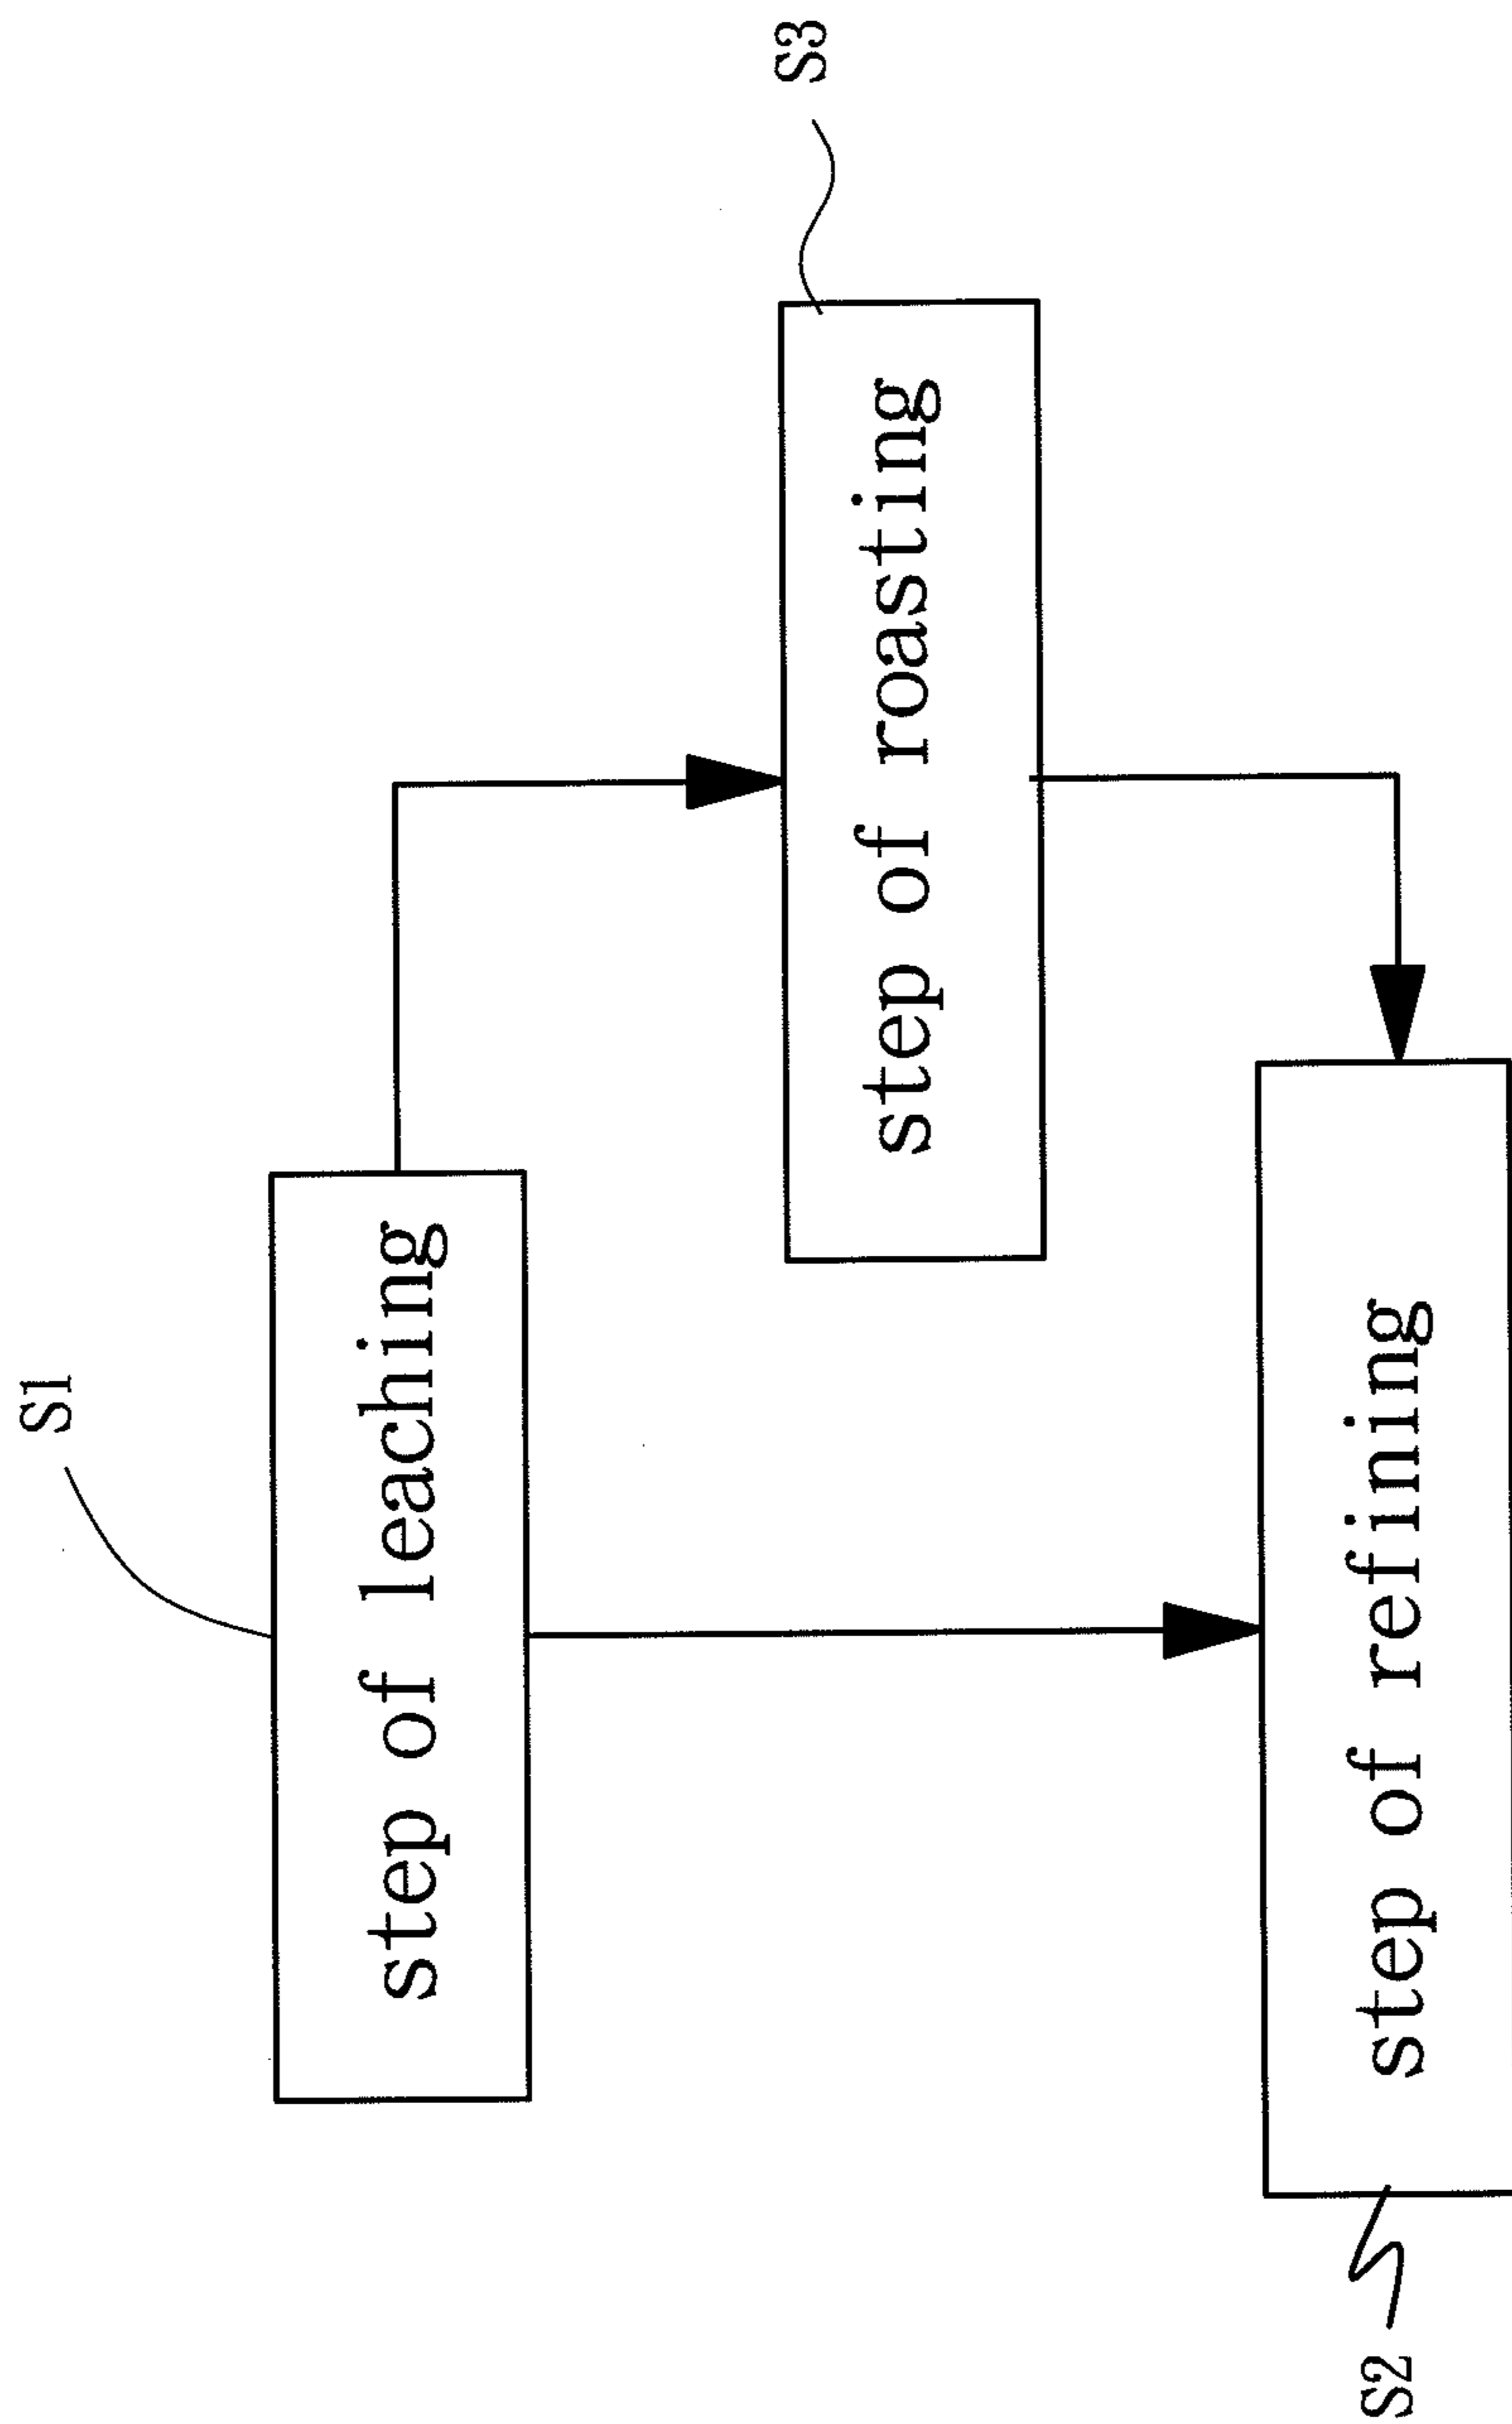 S1
step of leaching
S3
step of roasting
step of refining
S2